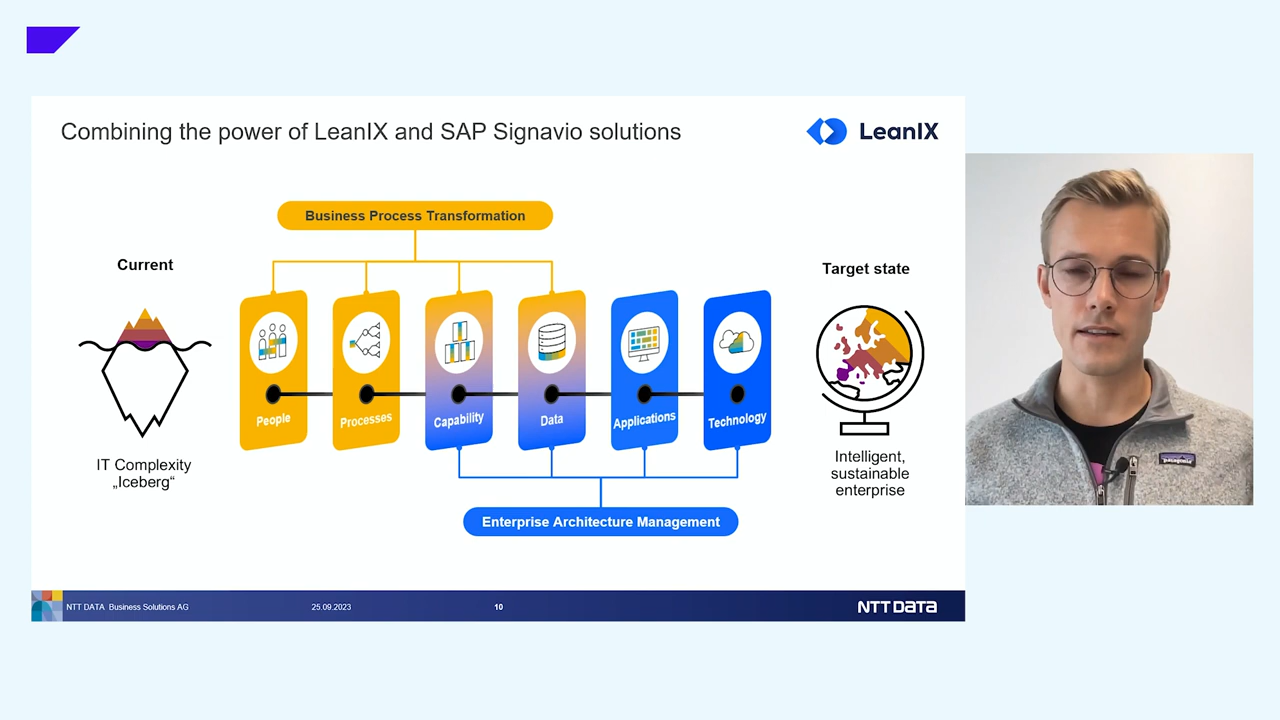 Combining the power of LeanIX and SAP Signavio solutions
LeanIX
Business Process Transformation
Current
Target state
People
Processes
Capability
Data
Applications
Technology
IT Complexity
„Iceberg“
Intelligent,
sustainable
enterprise
Enterprise Architecture Management
patagonia
NTT DATA Business Solutions AG
25.09.2023
10
NTT DATA